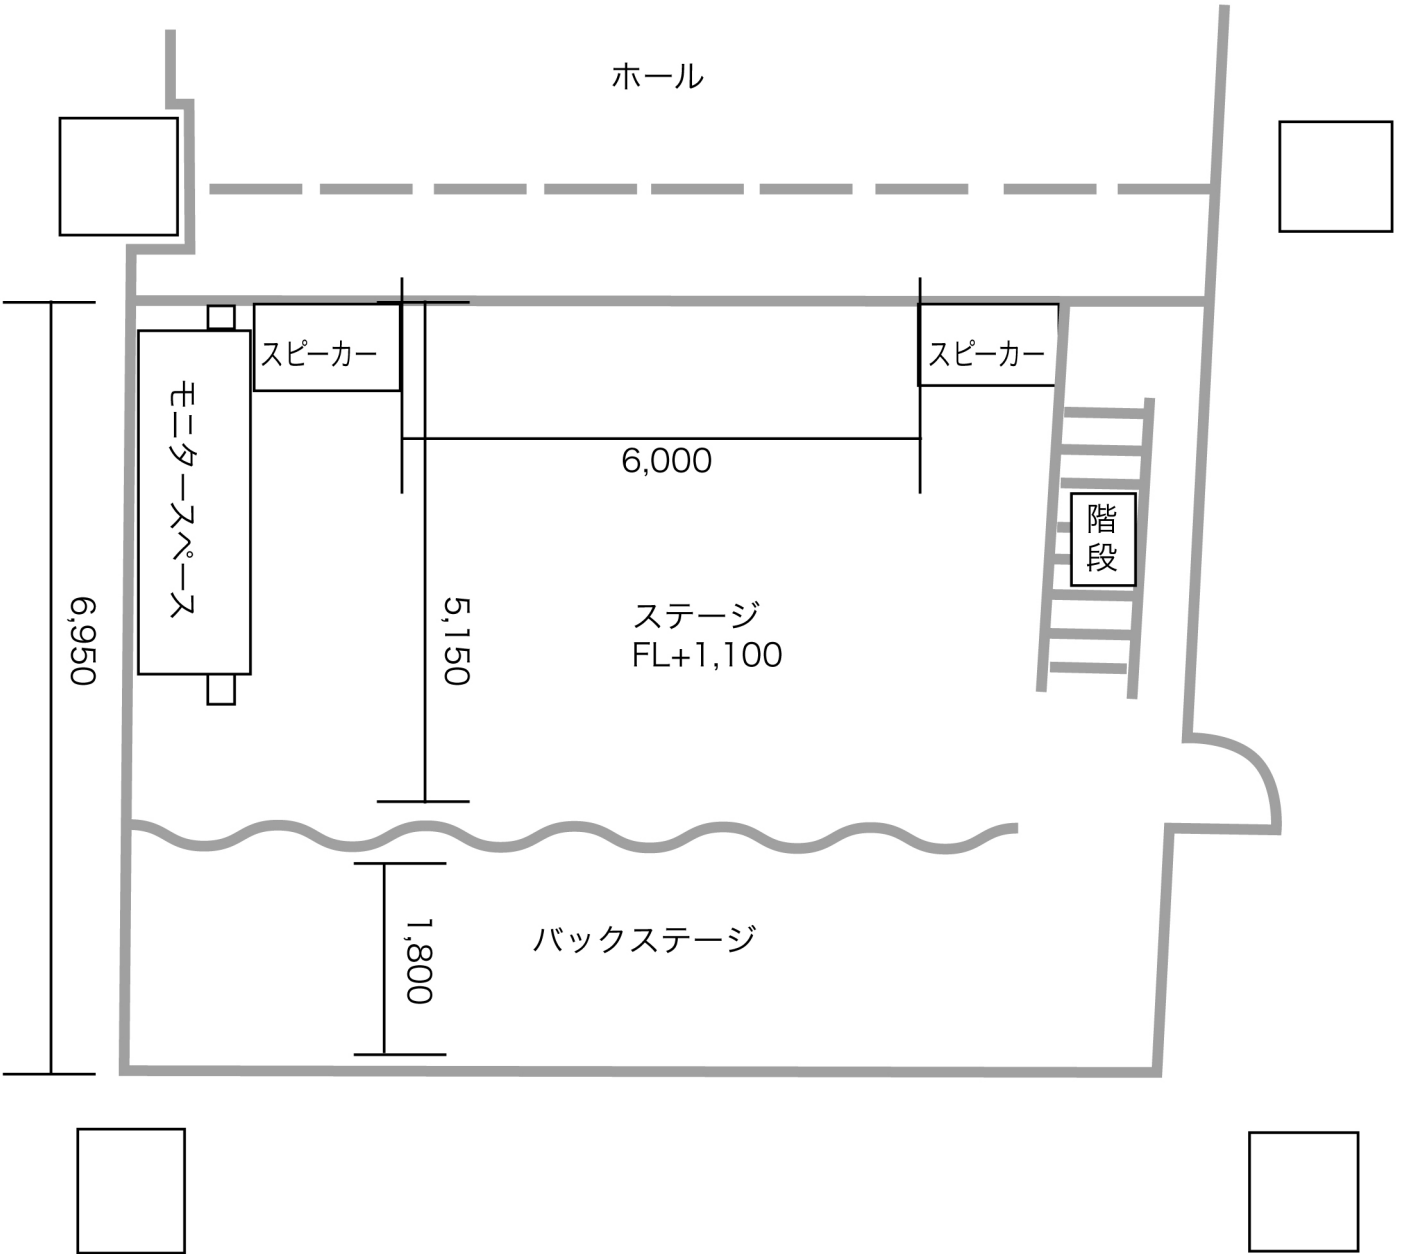 ホール
スピーカー
スピーカー
モニタースペース
6,000
階
段
6,950
5,150
ステージ
FL+1,100
1,800
バックステージ